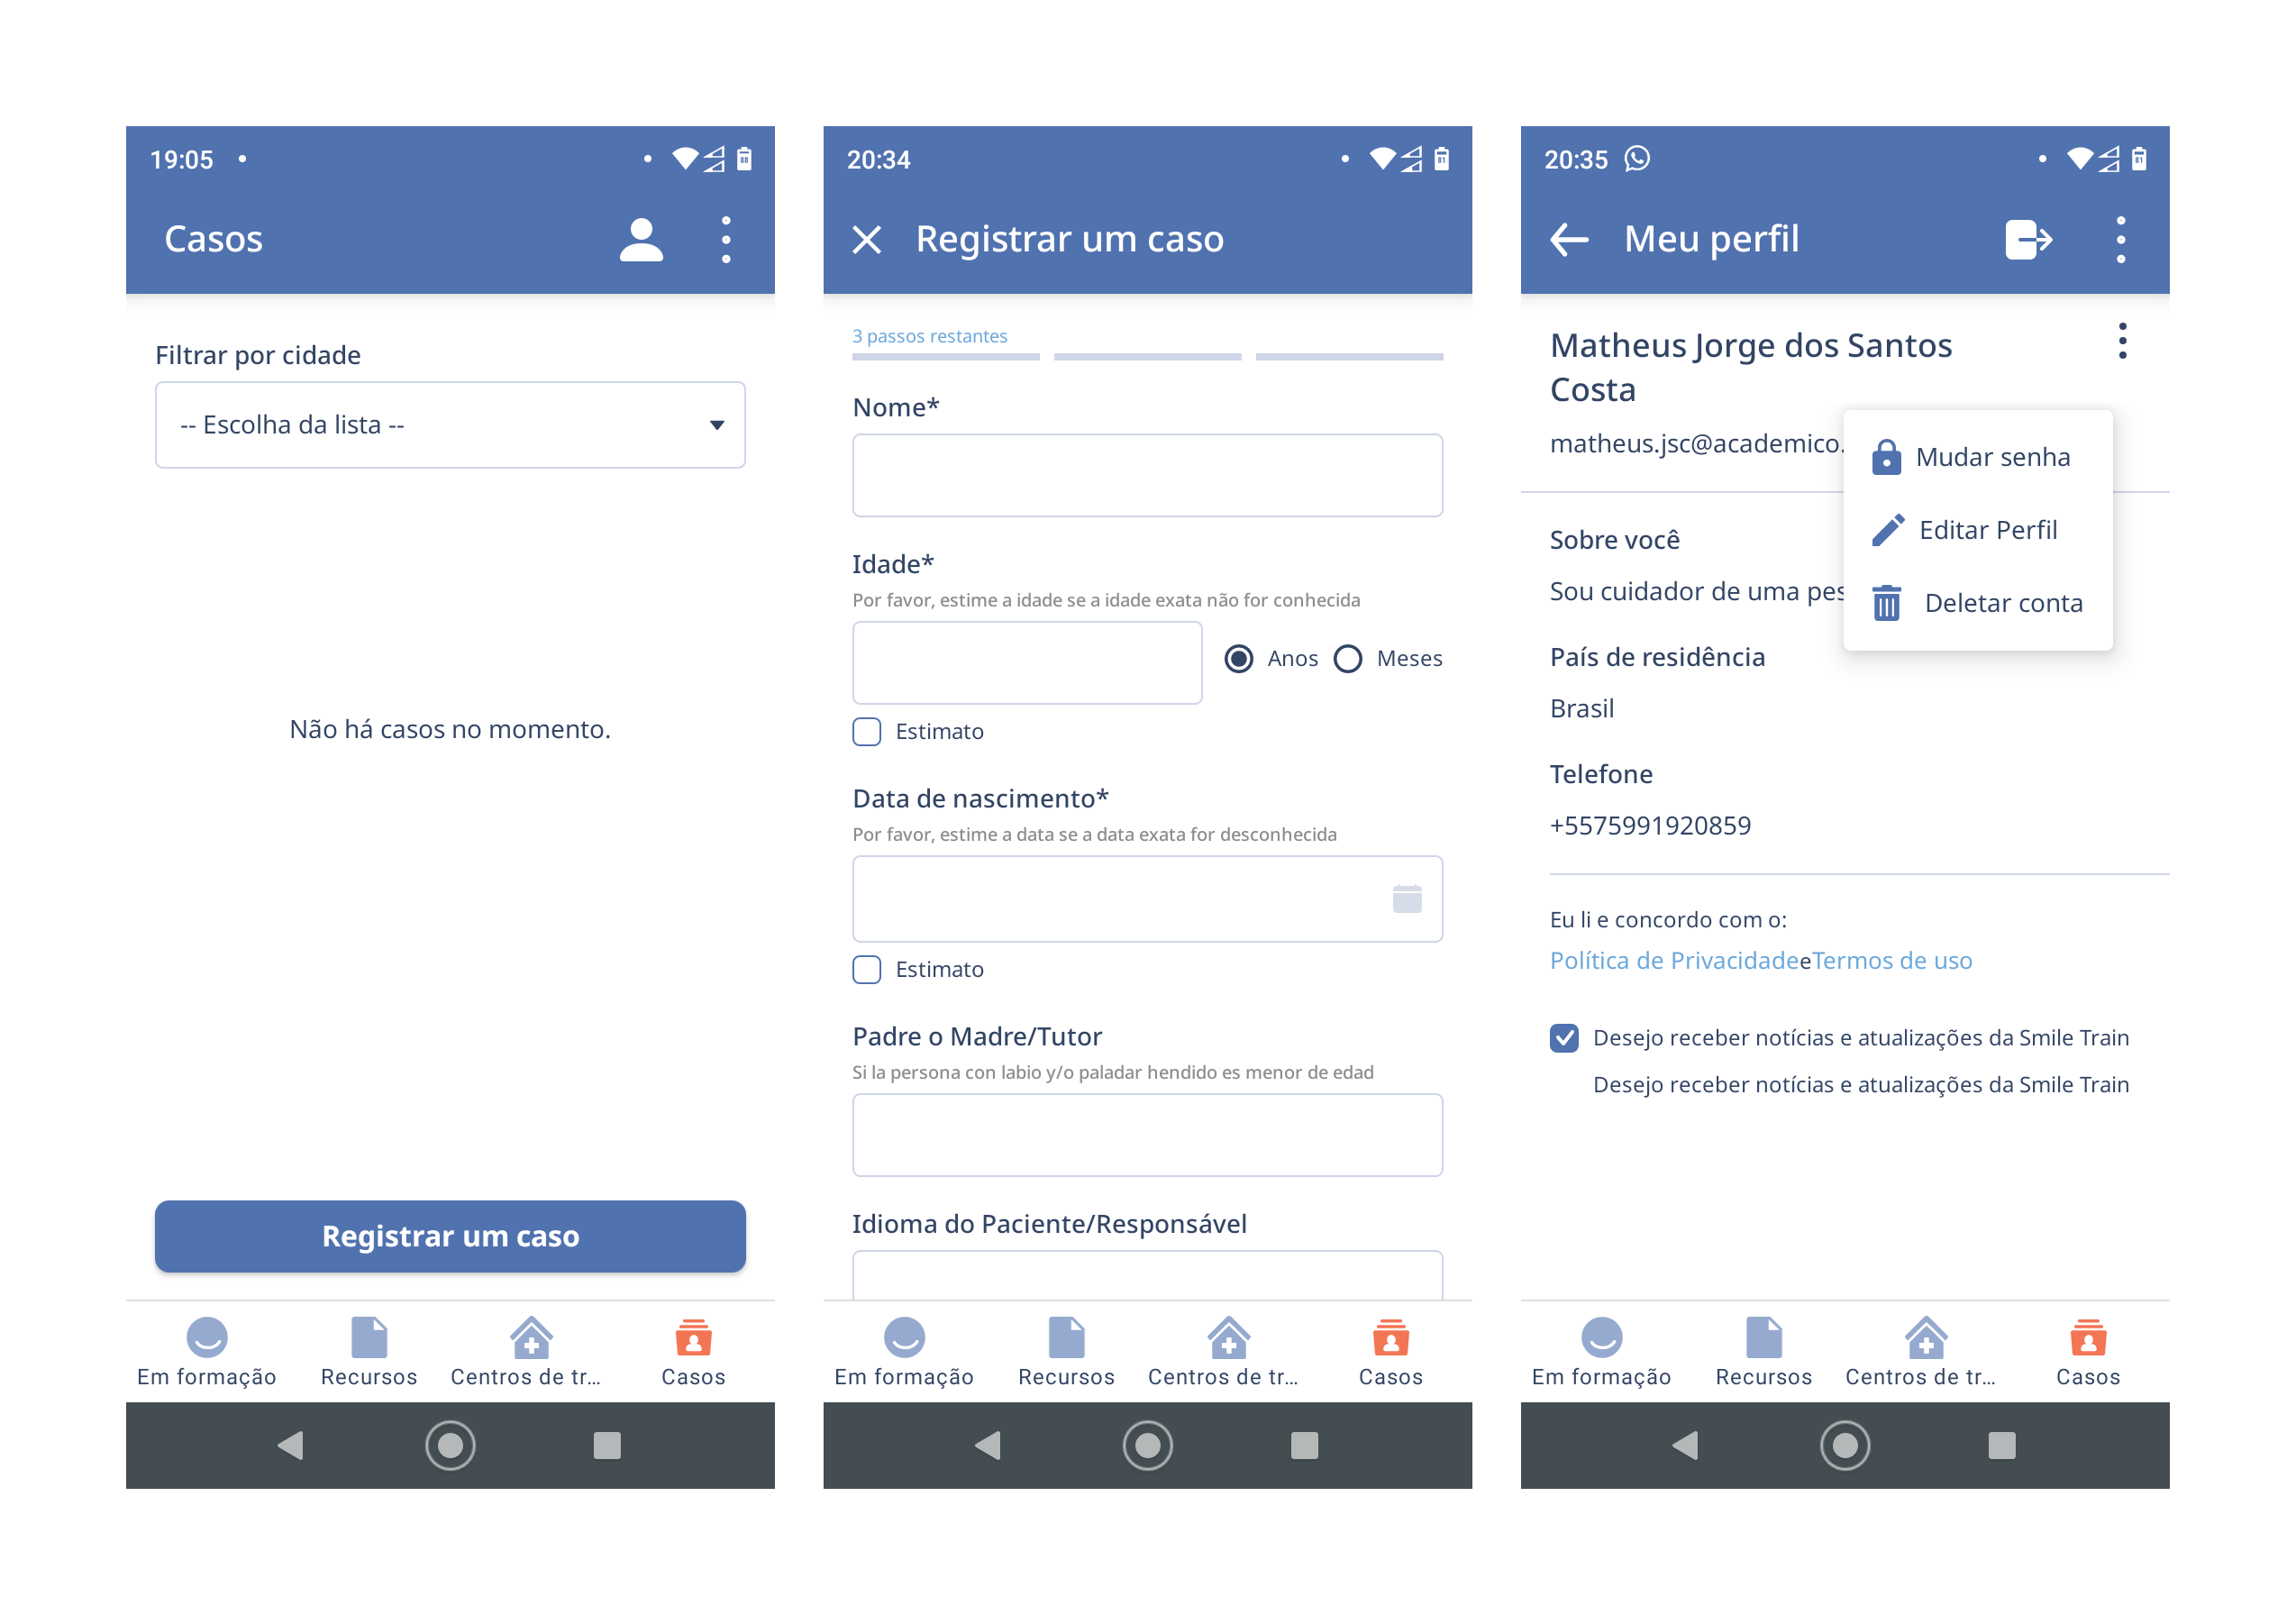 19:05
Casos
Filtrar por cidade
-- Escolha da lista --
Não há casos no momento.
Registrar um caso
Em formação
Recursos
Centros de tr...
Casos
20:34
Registrar um caso
3 passos restantes
Nome*
Idade*
Por favor, estime a idade se a idade exata não for conhecida
Anos
Meses
Estimato
Data de nascimento*
Por favor, estime a data se a data exata for desconhecida
Estimato
Padre o Madre/Tutor
Si la persona con labio y/o paladar hendido es menor de edad
Idioma do Paciente/Responsável
Em formação
Recursos
Centros de tr...
Casos
20:35
Meu perfil
Matheus Jorge dos Santos
Costa
matheus.jsc@academico.
Mudar senha
Editar Perfil
Deletar conta
Sobre você
Sou cuidador de uma pes
País de residência
Brasil
Telefone
+5575991920859
Eu li e concordo com o:
Política de PrivacidadeeTermos de uso
Desejo receber notícias e atualizações da Smile Train
Desejo receber notícias e atualizações da Smile Train
Em formação
Recursos
Centros de tr...
Casos